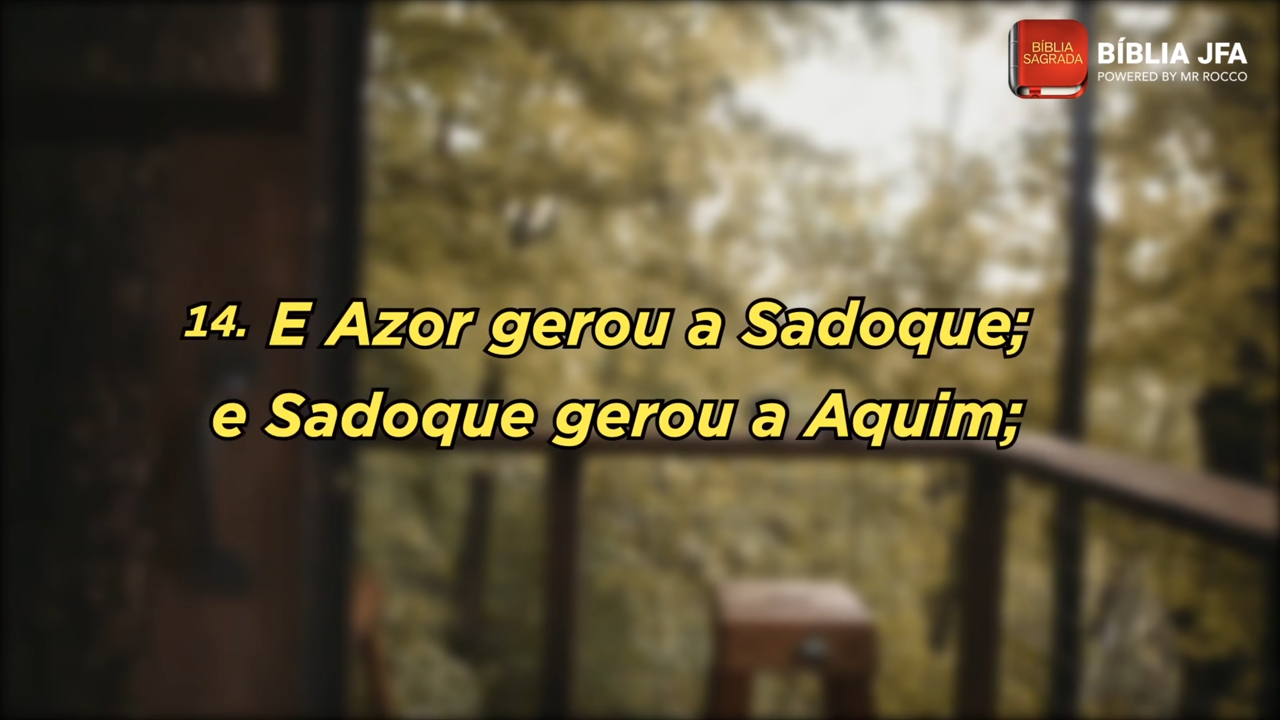 BÍBLIA
SAGRADA
BÍBLIA JFA
POWERED BY MR ROCCO
14. E Azor gerou a Sadoque;
e Sadoque gerou a Aquim;